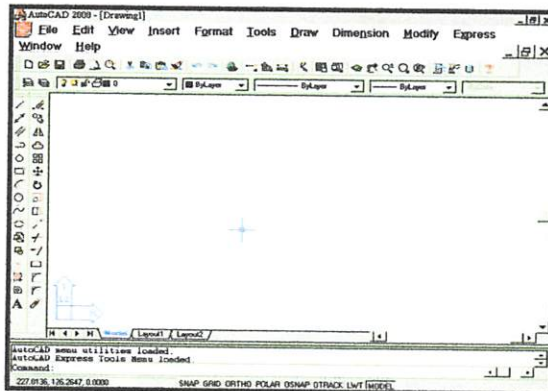 AutoCAD 2009 - [Drawing1]
File Edit View Insert Format Tools Draw Dimension Modify Express
Window Help
0 ByLayer ByLayer ByLayer
A
Model Layout1 Layout2
AutoCAD menu utilities loaded.
AutoCAD Express Tools Menu loaded.
Command:
227.0136, 126.2647, 0.0000 SNAP GRID ORTHO POLAR OSNAP OTRACK LWT MODEL